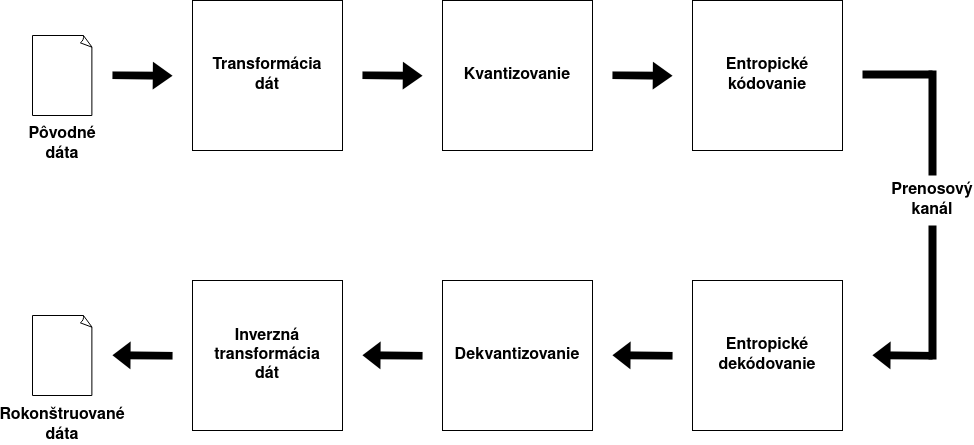 Transformácia
dát
Kvantizovanie
Entropické
kódovanie
Pôvodné
dáta
Prenosový
kanál
Inverzná
transformácia
dát
Dekvantizovanie
Entropické
dekódovanie
Rokonštruované
dáta